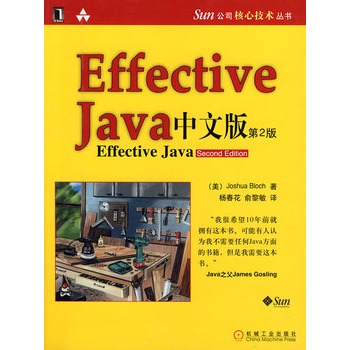 Sun公司核心技术丛书
Effective
Java中文版 第2版
Effective Java Second Edition
(美) Joshua Bloch 著
杨春花 俞黎敏 译
“我很希望10年前就
拥有这本书。可能有人认
为我不需要任何Java方面
的书籍，但是我需要这本
书。”
Java之父James Gosling
Sun
机械工业出版社
China Machine Press